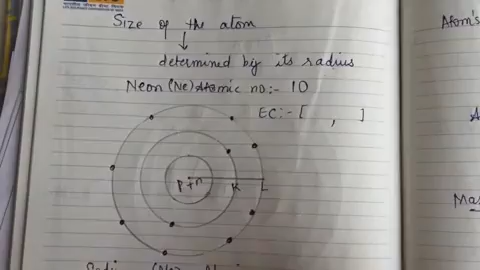 Size of the atom
determined by its radius
Neon (Ne) Atomic no:- 10
EC:- [ , ]
P+n K L
Atom's
A
Mas